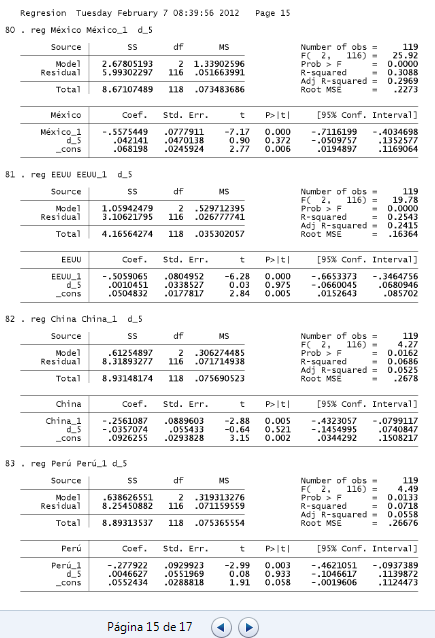 Regresion Tuesday February 7 08:39:56 2012 Page 15
80 . reg México México_1 d_5
Source SS df MS Number of obs = 119
F( 2, 116) = 25.92
Model 2.67805193 2 1.33902596 Prob > F = 0.0000
Residual 5.99302297 116 .051663991 R-squared = 0.3088
Adj R-squared = 0.2969
Total 8.67107489 118 .073483686 Root MSE = .2273
México Coef. Std. Err. t P>|t| [95% Conf. Interval]
México_1 -.5575449 .0777911 -7.17 0.000 -.7116199 -.4034698
d_5 .042141 .0470138 0.90 0.372 -.0509757 .1352577
_cons .068198 .0245924 2.77 0.006 .0194897 .1169064
81 . reg EEUU EEUU_1 d_5
Source SS df MS Number of obs = 119
F( 2, 116) = 19.78
Model 1.05942479 2 .529712395 Prob > F = 0.0000
Residual 3.10621795 116 .026777741 R-squared = 0.2543
Adj R-squared = 0.2415
Total 4.16564274 118 .035302057 Root MSE = .16364
EEUU Coef. Std. Err. t P>|t| [95% Conf. Interval]
EEUU_1 -.5059065 .0804952 -6.28 0.000 -.6653373 -.3464756
d_5 .0010451 .0338527 0.03 0.975 -.0660045 .0680946
_cons .0504832 .0177817 2.84 0.005 .0152643 .085702
82 . reg China China_1 d_5
Source SS df MS Number of obs = 119
F( 2, 116) = 4.27
Model .61254897 2 .306274485 Prob > F = 0.0162
Residual 8.31893277 116 .071714938 R-squared = 0.0686
Adj R-squared = 0.0525
Total 8.93148174 118 .075690523 Root MSE = .2678
China Coef. Std. Err. t P>|t| [95% Conf. Interval]
China_1 -.2561087 .0889603 -2.88 0.005 -.4323057 -.0799117
d_5 -.0357074 .055433 -0.64 0.521 -.1454995 .0740847
_cons .0926255 .0293828 3.15 0.002 .0344292 .1508217
83 . reg Perú Perú_1 d_5
Source SS df MS Number of obs = 119
F( 2, 116) = 4.49
Model .638626551 2 .319313276 Prob > F = 0.0133
Residual 8.25450882 116 .071159559 R-squared = 0.0718
Adj R-squared = 0.0558
Total 8.89313537 118 .075365554 Root MSE = .26676
Perú Coef. Std. Err. t P>|t| [95% Conf. Interval]
Perú_1 -.277922 .0929923 -2.99 0.003 -.4621051 -.0937389
d_5 .0046627 .0551969 0.08 0.933 -.1046617 .1139872
_cons .0552434 .0288818 1.91 0.058 -.0019606 .1124473
Página 15 de 17